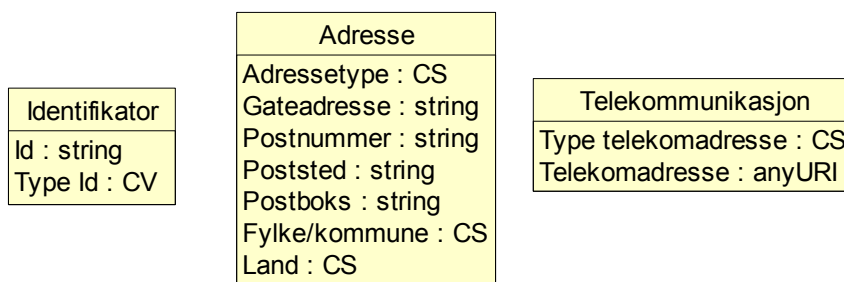 Identifikator
Id : string
Type Id : CV
Adresse
Adressetype : CS
Gateadresse : string
Postnummer : string
Poststed : string
Postboks : string
Fylke/kommune : CS
Land : CS
Telekommunikasjon
Type telekomadresse : CS
Telekomadresse : anyURI